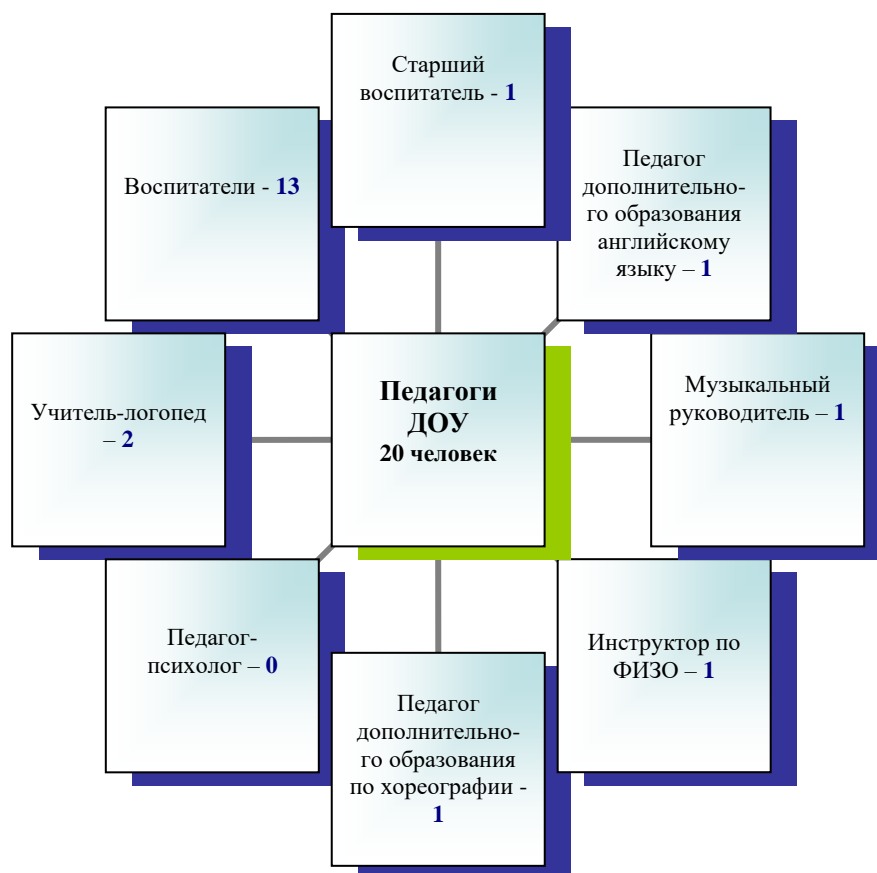 Старший
воспитатель - 1
Воспитатели - 13
Педагог
дополнительно-
го образования
английскому
языку – 1
Учитель-логопед
– 2
Педагоги
ДОУ
20 человек
Музыкальный
руководитель – 1
Педагог-
психолог – 0
Педагог
дополнительно-
го образования
по хореографии -
1
Инструктор по
ФИЗО – 1